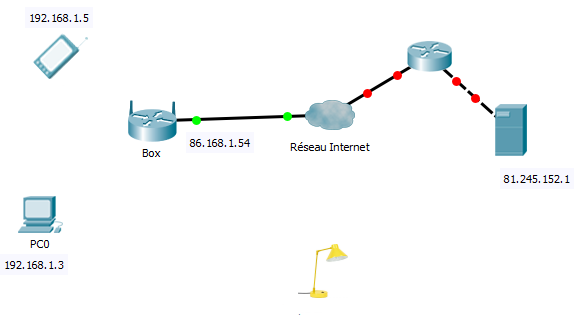 192.168.1.5
Box
86.168.1.54
Réseau Internet
81.245.152.1
PC0
192.168.1.3